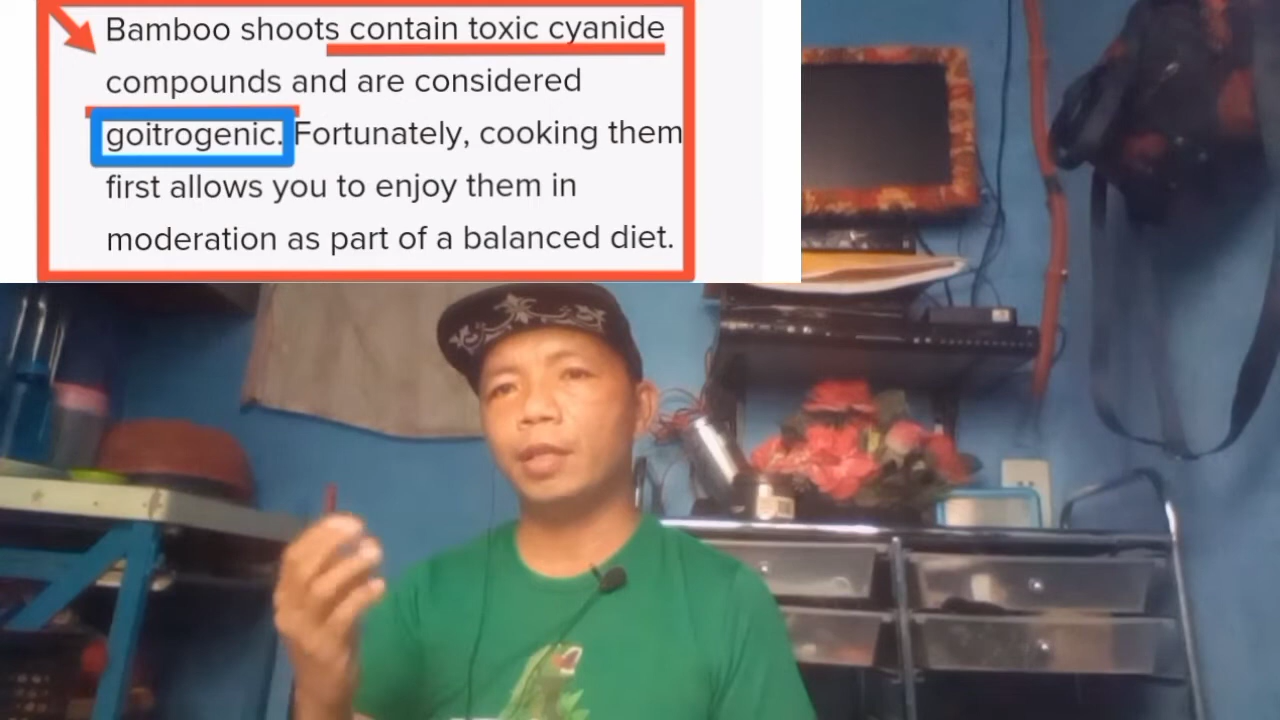 Bamboo shoots contain toxic cyanide
compounds and are considered
goitrogenic. Fortunately, cooking them
first allows you to enjoy them in
moderation as part of a balanced diet.